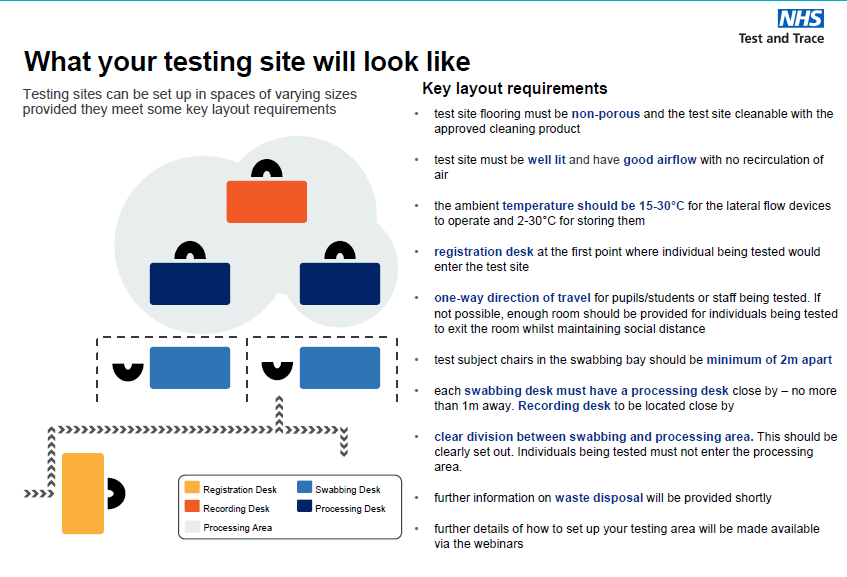 NHS
Test and Trace
What your testing site will look like
Testing sites can be set up in spaces of varying sizes
provided they meet some key layout requirements
Key layout requirements
• test site flooring must be non-porous and the test site cleanable with the
approved cleaning product
• test site must be well lit and have good airflow with no recirculation of
air
• the ambient temperature should be 15-30°C for the lateral flow devices
to operate and 2-30°C for storing them
• registration desk at the first point where individual being tested would
enter the test site
• one-way direction of travel for pupils/students or staff being tested. If
not possible, enough room should be provided for individuals being tested
to exit the room whilst maintaining social distance
• test subject chairs in the swabbing bay should be minimum of 2m apart
• each swabbing desk must have a processing desk close by – no more
than 1m away. Recording desk to be located close by
• clear division between swabbing and processing area. This should be
clearly set out. Individuals being tested must not enter the processing
area.
• further information on waste disposal will be provided shortly
• further details of how to set up your testing area will be made available
via the webinars
Registration Desk
Swabbing Desk
Recording Desk
Processing Desk
Processing Area